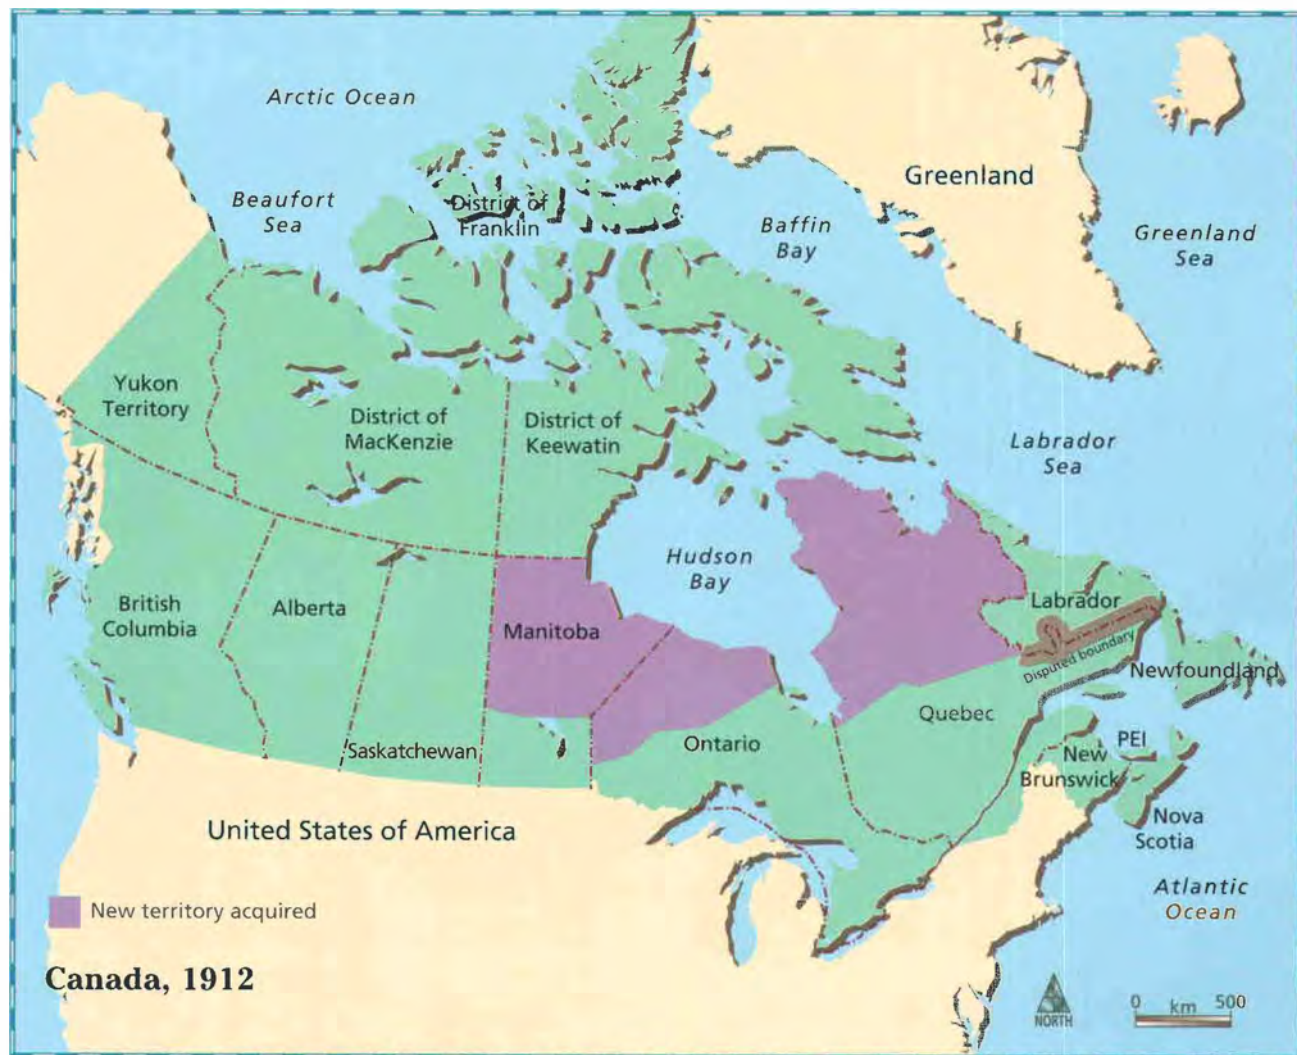 Arctic Ocean
Beaufort
Sea
District of
Franklin
Baffin
Bay
Greenland
Greenland
Sea
Yukon
Territory
District of
MacKenzie
District of
Keewatin
Labrador
Sea
Hudson
Bay
British
Columbia
Alberta
Manitoba
Labrador
Disputed boundary
Newfoundland
Saskatchewan
Ontario
Quebec
PEI
New
Brunswick
Nova
Scotia
United States of America
Atlantic
Ocean
New territory acquired
Canada, 1912
NORTH
0 km 500